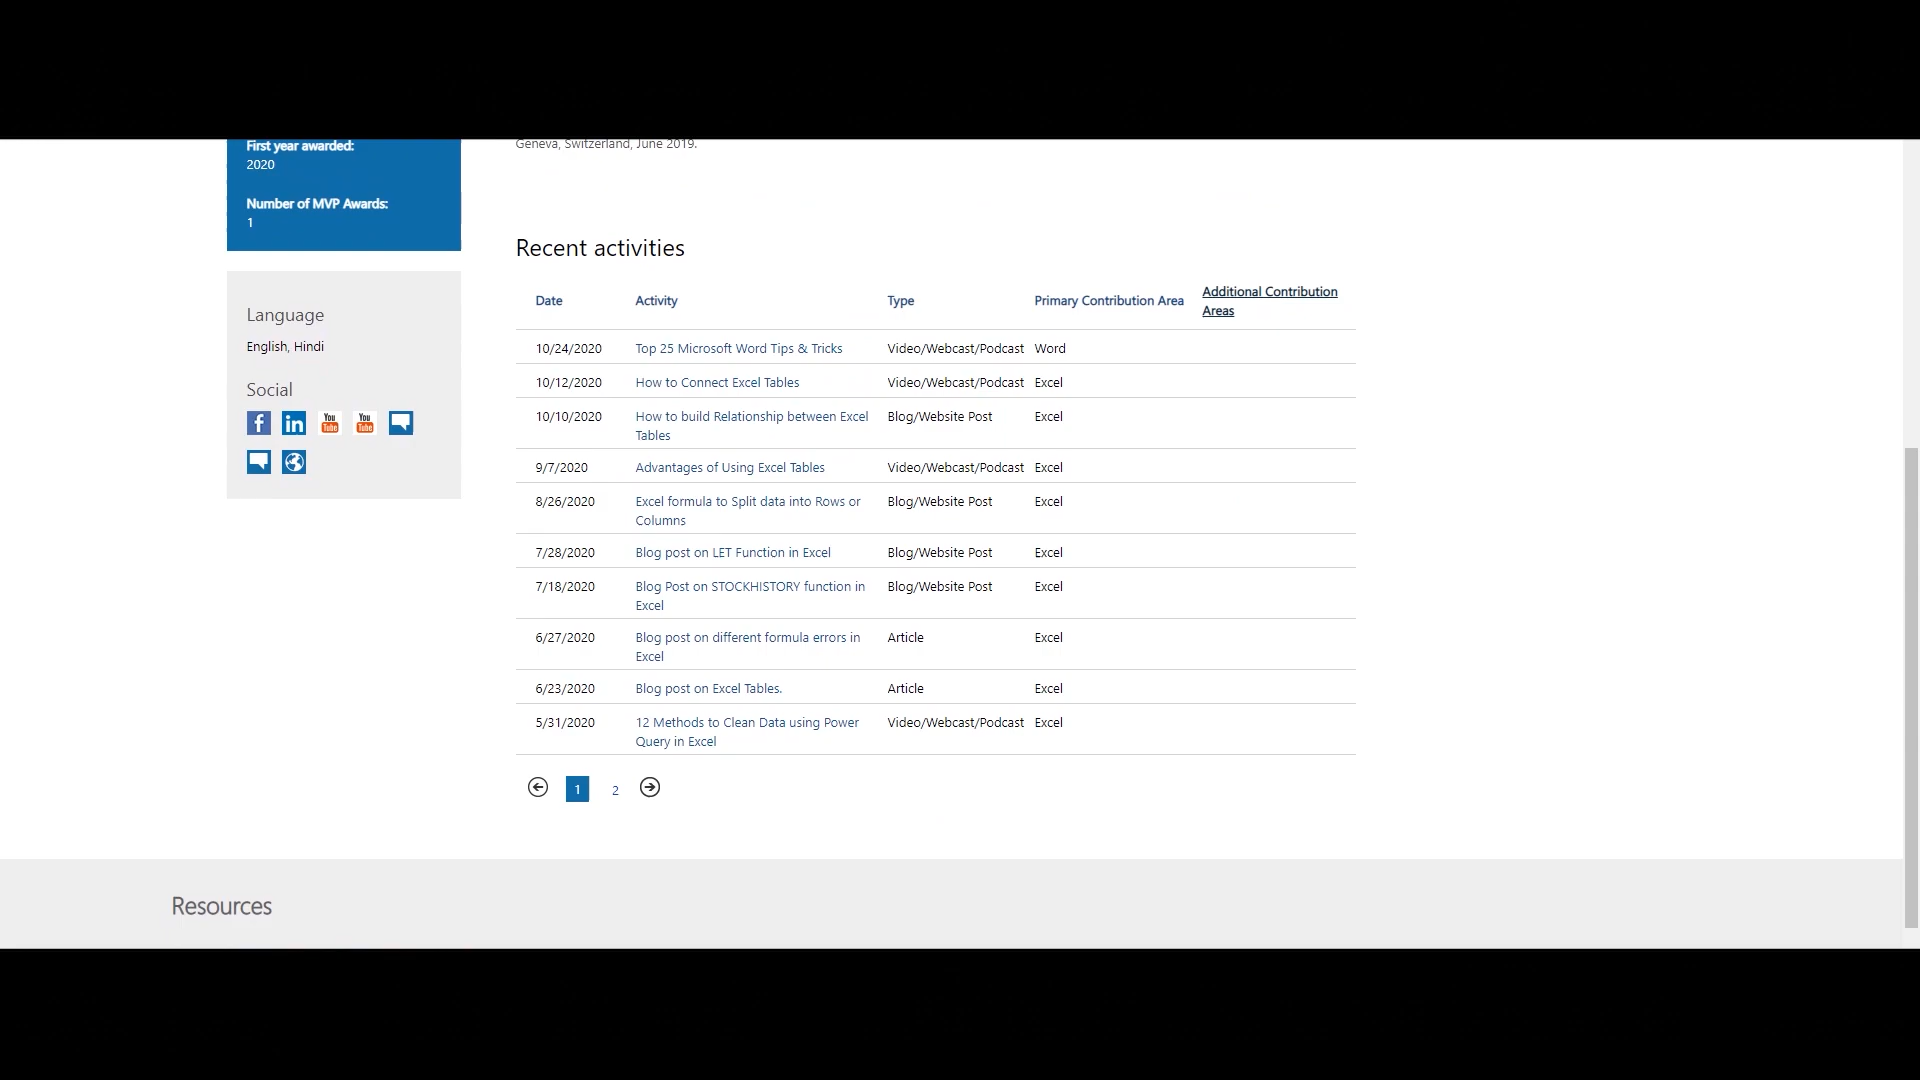 Geneva, Switzerland, June 2019.
First year awarded:
2020
Number of MVP Awards:
1
Language
English, Hindi
Social
f
in
You Tube
You Tube
Recent activities
Date Activity Type Primary Contribution Area Additional Contribution
Areas
10/24/2020 Top 25 Microsoft Word Tips & Tricks Video/Webcast/Podcast Word
10/12/2020 How to Connect Excel Tables Video/Webcast/Podcast Excel
10/10/2020 How to build Relationship between Excel Blog/Website Post Excel
Tables
9/7/2020 Advantages of Using Excel Tables Video/Webcast/Podcast Excel
8/26/2020 Excel formula to Split data into Rows or Blog/Website Post Excel
Columns
7/28/2020 Blog post on LET Function in Excel Blog/Website Post Excel
7/18/2020 Blog Post on STOCKHISTORY function in Blog/Website Post Excel
Excel
6/27/2020 Blog post on different formula errors in Article Excel
Excel
6/23/2020 Blog post on Excel Tables. Article Excel
5/31/2020 12 Methods to Clean Data using Power Video/Webcast/Podcast Excel
Query in Excel
1 2
Resources